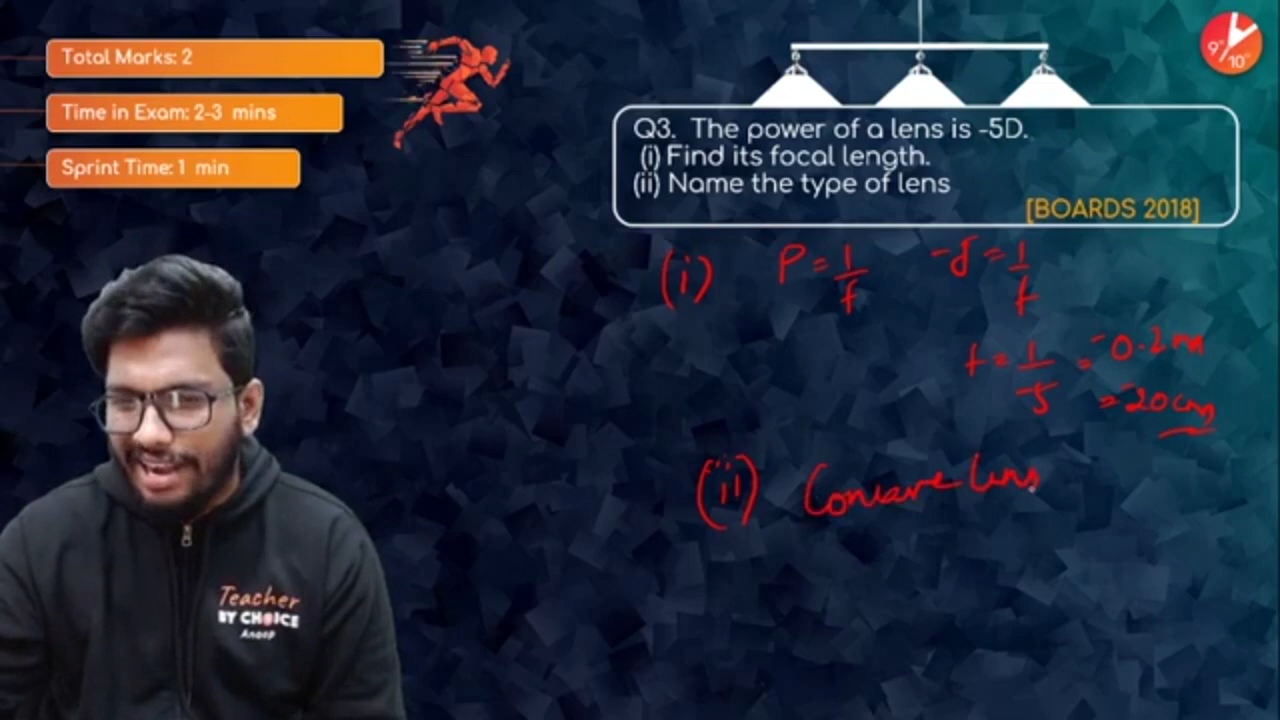 Total Marks: 2
Time in Exam: 2-3 mins
Sprint Time: 1 min
9th
10th
Q3. The power of a lens is -5D.
(i) Find its focal length.
(ii) Name the type of lens
[BOARDS 2018]
(i) P = 1/f -5 = 1/f
f = 1/-5 = -0.2m
= -20cm
(ii) Concave lens
Teacher
BY CHOICE
Anoop